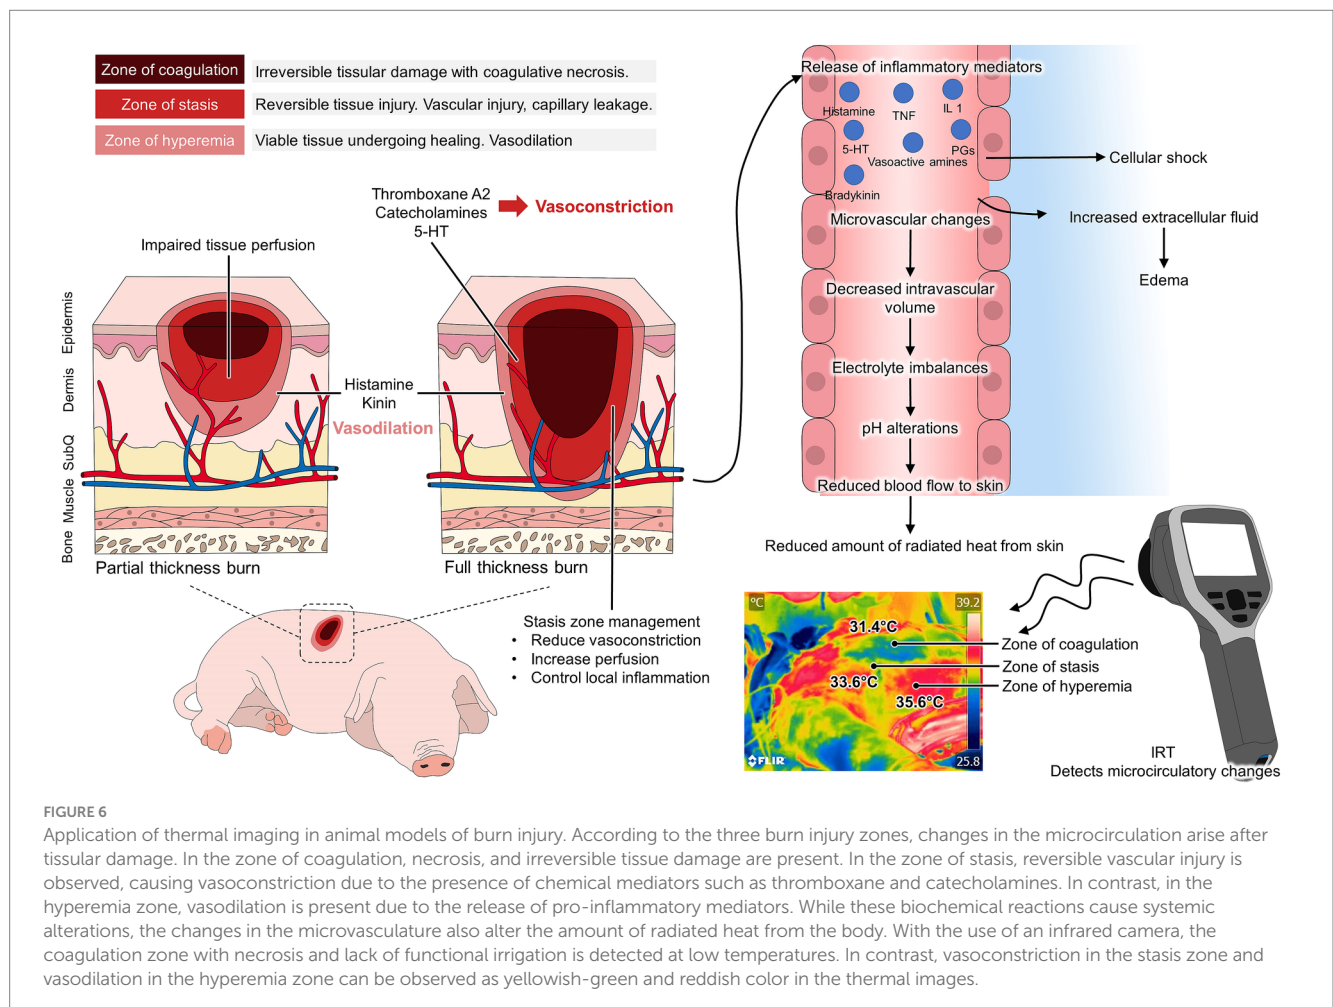 Zone of coagulation
Irreversible tissular damage with coagulative necrosis.
Zone of stasis
Reversible tissue injury. Vascular injury, capillary leakage.
Zone of hyperemia
Viable tissue undergoing healing. Vasodilation
Thromboxane A2
Catecholamines
5-HT
Vasoconstriction
Impaired tissue perfusion
Epidermis
Dermis
SubQ
Muscle
Bone
Histamine
Kinin
Vasodilation
Partial thickness burn
Full thickness burn
Stasis zone management
• Reduce vasoconstriction
• Increase perfusion
• Control local inflammation
Release of inflammatory mediators
Histamine
TNF
IL 1
5-HT
Vasoactive amines
PGs
Bradykinin
Cellular shock
Microvascular changes
Increased extracellular fluid
Edema
Decreased intravascular
volume
Electrolyte imbalances
pH alterations
Reduced blood flow to skin
Reduced amount of radiated heat from skin
°C
39.2
31.4°C
33.6°C
35.6°C
25.8
FLIR
Zone of coagulation
Zone of stasis
Zone of hyperemia
IRT
Detects microcirculatory changes
FIGURE 6
Application of thermal imaging in animal models of burn injury. According to the three burn injury zones, changes in the microcirculation arise after
tissular damage. In the zone of coagulation, necrosis, and irreversible tissue damage are present. In the zone of stasis, reversible vascular injury is
observed, causing vasoconstriction due to the presence of chemical mediators such as thromboxane and catecholamines. In contrast, in the
hyperemia zone, vasodilation is present due to the release of pro-inflammatory mediators. While these biochemical reactions cause systemic
alterations, the changes in the microvasculature also alter the amount of radiated heat from the body. With the use of an infrared camera, the
coagulation zone with necrosis and lack of functional irrigation is detected at low temperatures. In contrast, vasoconstriction in the stasis zone and
vasodilation in the hyperemia zone can be observed as yellowish-green and reddish color in the thermal images.